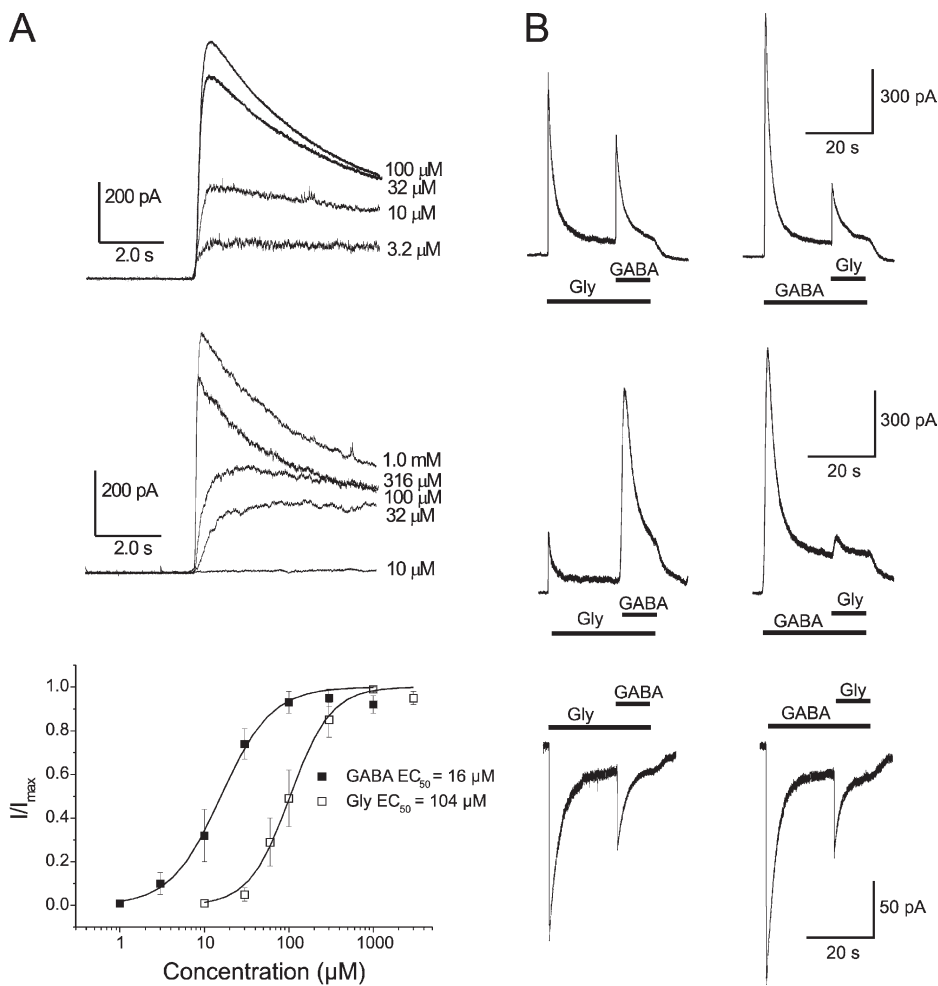 A
200 pA
2.0 s
100 µM
32 µM
10 µM
3.2 µM
200 pA
2.0 s
1.0 mM
316 µM
100 µM
32 µM
10 µM
I/Imax
1.0
0.8
0.6
0.4
0.2
0.0
GABA EC50 = 16 µM
Gly EC50 = 104 µM
1
10
100
1000
Concentration (µM)
B
300 pA
20 s
GABA
Gly
Gly
GABA
300 pA
20 s
GABA
Gly
Gly
GABA
GABA
Gly
Gly
GABA
50 pA
20 s